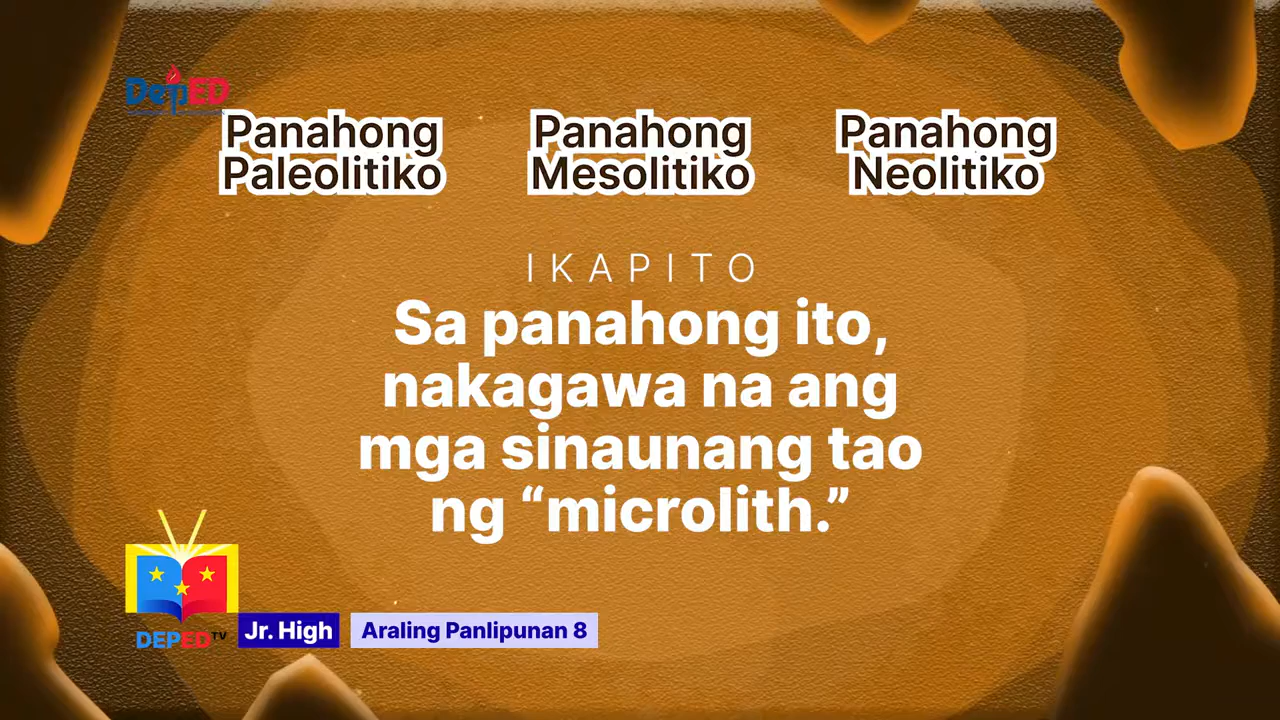 DepED
Panahong
Paleolitiko
Panahong
Mesolitiko
Panahong
Neolitiko
IKAPITO
Sa panahong ito,
nakagawa na ang
mga sinaunang tao
ng “microlith.”
DEPED TV
Jr. High
Araling Panlipunan 8